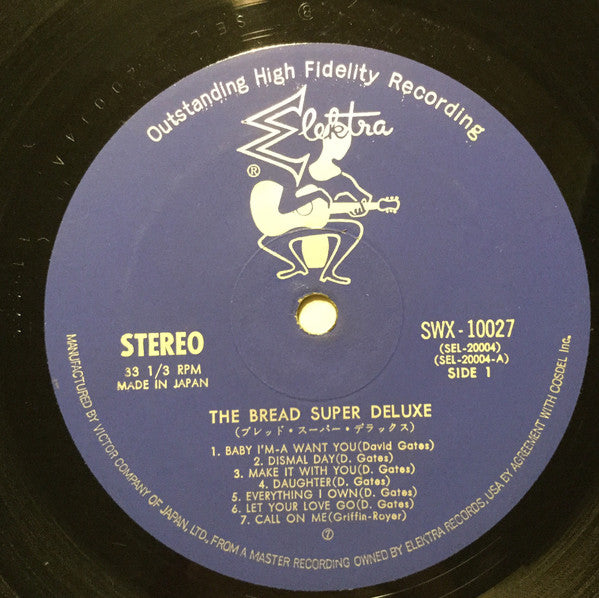 Outstanding High Fidelity Recording
Elektra
®
STEREO
33 1/3 RPM
MADE IN JAPAN
SWX-10027
(SEL-20004)
(SEL-20004-A)
SIDE 1
THE BREAD SUPER DELUXE
(ブレッド・スーパー・デラックス)
1. BABY I'M-A WANT YOU(David Gates)
2. DISMAL DAY(D. Gates)
3. MAKE IT WITH YOU(D. Gates)
4. DAUGHTER(D. Gates)
5. EVERYTHING I OWN(D. Gates)
6. LET YOUR LOVE GO(D. Gates)
7. CALL ON ME(Griffin-Royer)
⑦
MANUFACTURED BY VICTOR COMPANY OF JAPAN, LTD., FROM A MASTER RECORDING OWNED BY ELEKTRA RECORDS, USA BY AGREEMENT WITH COSDEL Inc.